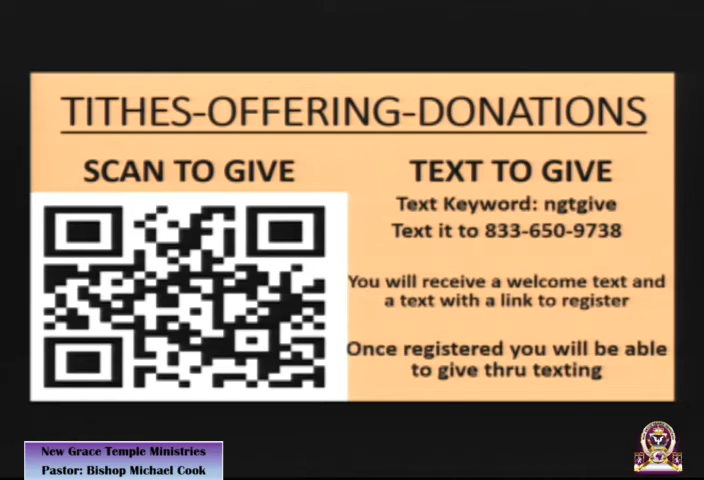 TITHES-OFFERING-DONATIONS
SCAN TO GIVE
TEXT TO GIVE
Text Keyword: ngtgive
Text it to 833-650-9738
You will receive a welcome text and
a text with a link to register
Once registered you will be able
to give thru texting
New Grace Temple Ministries
Pastor: Bishop Michael Cook